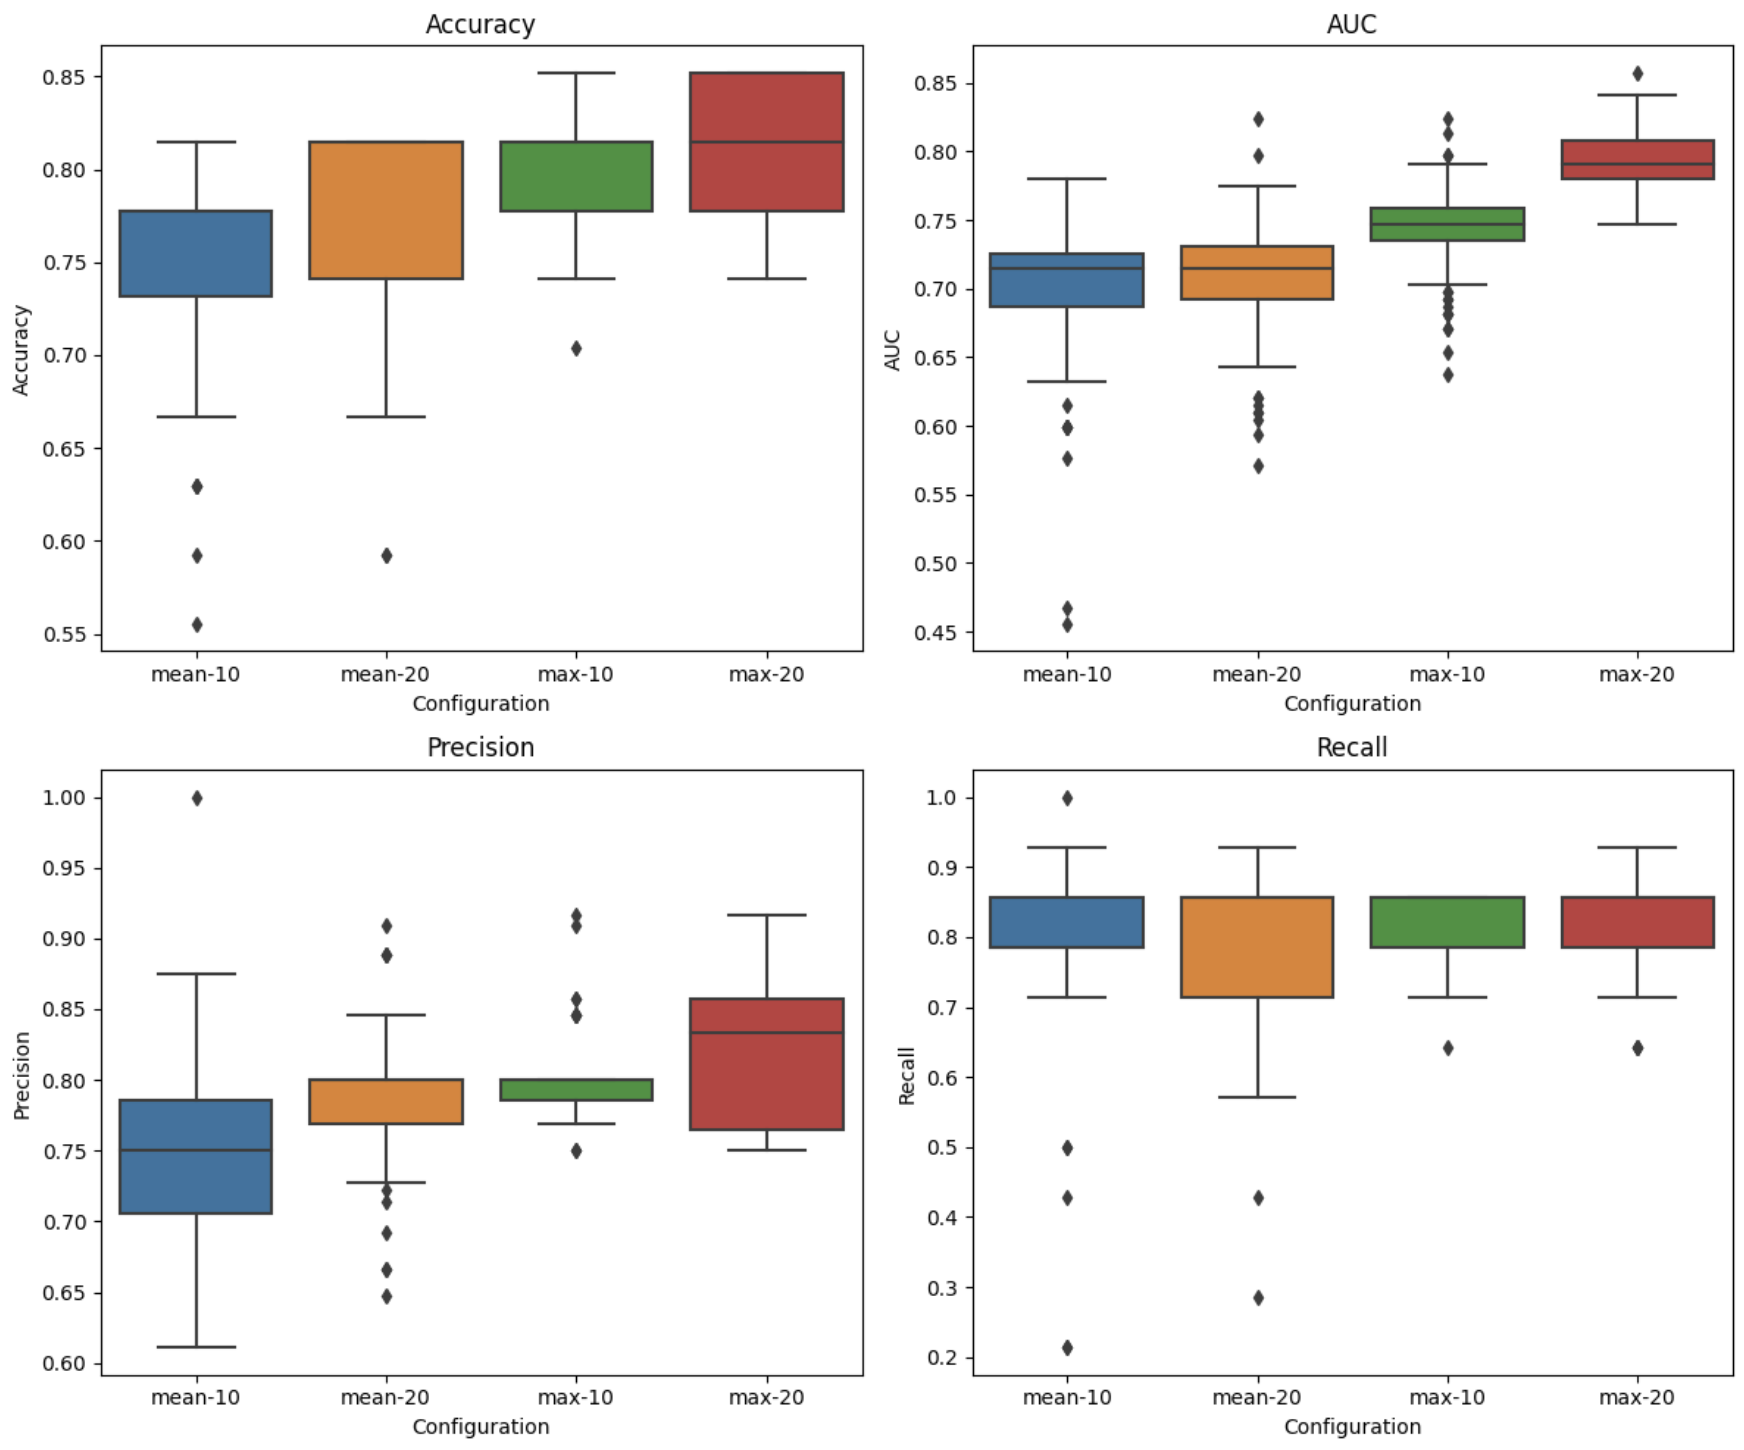 Accuracy
0.85
0.80
0.75
0.70
0.65
0.60
0.55
Accuracy
mean-10 mean-20 max-10 max-20
Configuration
AUC
0.85
0.80
0.75
0.70
0.65
0.60
0.55
0.50
0.45
AUC
mean-10 mean-20 max-10 max-20
Configuration
Precision
1.00
0.95
0.90
0.85
0.80
0.75
0.70
0.65
0.60
Precision
mean-10 mean-20 max-10 max-20
Configuration
Recall
1.0
0.9
0.8
0.7
0.6
0.5
0.4
0.3
0.2
Recall
mean-10 mean-20 max-10 max-20
Configuration